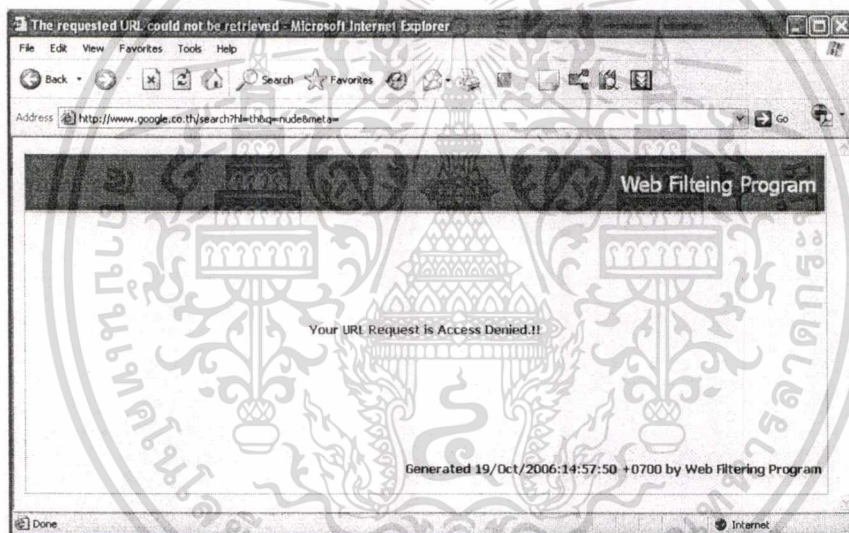 The requested URL could not be retrieved - Microsoft Internet Explorer
File Edit View Favorites Tools Help
Back Search Favorites
Address http://www.google.co.th/search?hl=th&q=nude&meta= Go
Web Filteing Program
Your URL Request is Access Denied.!!
Generated 19/Oct/2006:14:57:50 +0700 by Web Filtering Program
Done Internet